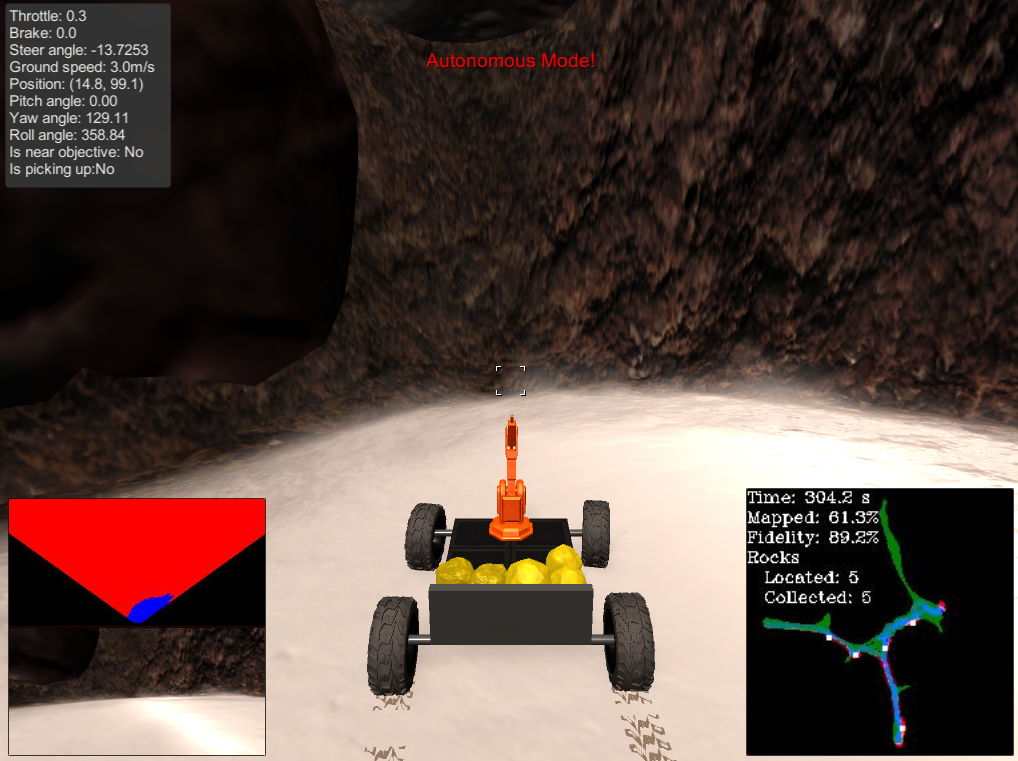 Throttle: 0.3
Brake: 0.0
Steer angle: -13.7253
Ground speed: 3.0m/s
Position: (14.8, 99.1)
Pitch angle: 0.00
Yaw angle: 129.11
Roll angle: 358.84
Is near objective: No
Is picking up:No
Autonomous Mode!
Time: 304.2 s
Mapped: 61.3%
Fidelity: 89.2%
Rocks
Located: 5
Collected: 5